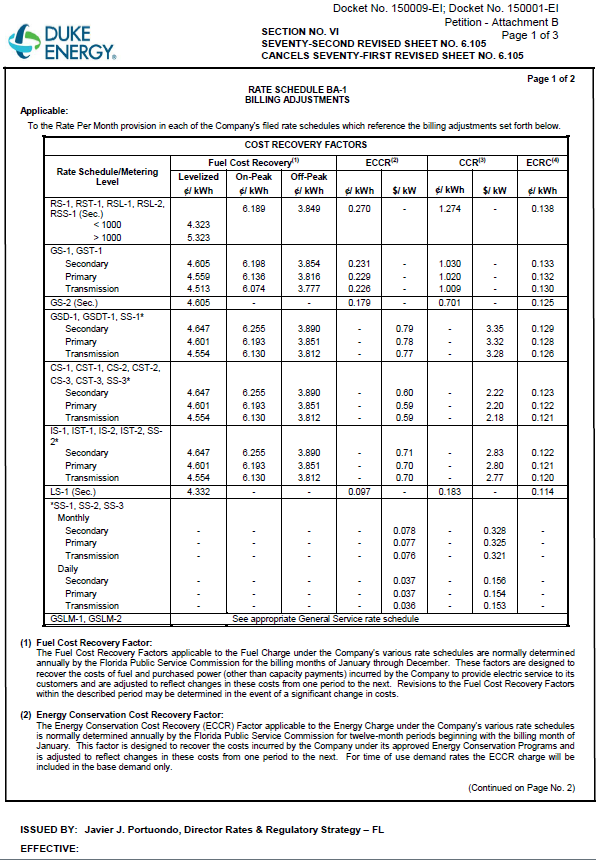 Docket No. 150009-EI; Docket No. 150001-EI
Petition - Attachment B
Page 1 of 3
DUKE
ENERGY®
SECTION NO. VI
SEVENTY-SECOND REVISED SHEET NO. 6.105
CANCELS SEVENTY-FIRST REVISED SHEET NO. 6.105
Page 1 of 2
RATE SCHEDULE BA-1
BILLING ADJUSTMENTS
Applicable:
To the Rate Per Month provision in each of the Company's filed rate schedules which reference the billing adjustments set forth below.
COST RECOVERY FACTORS
Rate Schedule/Metering Level Fuel Cost Recovery(1) ECCR(2) CCR(3) ECRC(4)
Levelized On-Peak Off-Peak
¢/ kWh ¢/ kWh ¢/ kWh ¢/ kWh $/ kW ¢/ kWh $/ kW ¢/ kWh
RS-1, RST-1, RSL-1, RSL-2, 6.189 3.849 0.270 - 1.274 - 0.138
RSS-1 (Sec.)
< 1000 4.323
> 1000 5.323
GS-1, GST-1
Secondary 4.605 6.198 3.854 0.231 - 1.030 - 0.133
Primary 4.559 6.136 3.816 0.229 - 1.020 - 0.132
Transmission 4.513 6.074 3.777 0.226 - 1.009 - 0.130
GS-2 (Sec.) 4.605 - - 0.179 - 0.701 - 0.125
GSD-1, GSDT-1, SS-1*
Secondary 4.647 6.255 3.890 - 0.79 - 3.35 0.129
Primary 4.601 6.193 3.851 - 0.78 - 3.32 0.128
Transmission 4.554 6.130 3.812 - 0.77 - 3.28 0.126
CS-1, CST-1, CS-2, CST-2,
CS-3, CST-3, SS-3*
Secondary 4.647 6.255 3.890 - 0.60 - 2.22 0.123
Primary 4.601 6.193 3.851 - 0.59 - 2.20 0.122
Transmission 4.554 6.130 3.812 - 0.59 - 2.18 0.121
IS-1, IST-1, IS-2, IST-2, SS-
2*
Secondary 4.647 6.255 3.890 - 0.71 - 2.83 0.122
Primary 4.601 6.193 3.851 - 0.70 - 2.80 0.121
Transmission 4.554 6.130 3.812 - 0.70 - 2.77 0.120
LS-1 (Sec.) 4.332 - - 0.097 - 0.183 - 0.114
*SS-1, SS-2, SS-3
Monthly
Secondary - - - - 0.078 - 0.328 -
Primary - - - - 0.077 - 0.325 -
Transmission - - - - 0.076 - 0.321 -
Daily
Secondary - - - - 0.037 - 0.156 -
Primary - - - - 0.037 - 0.154 -
Transmission - - - - 0.036 - 0.153 -
GSLM-1, GSLM-2 See appropriate General Service rate schedule
(1) Fuel Cost Recovery Factor:
The Fuel Cost Recovery Factors applicable to the Fuel Charge under the Company's various rate schedules are normally determined
annually by the Florida Public Service Commission for the billing months of January through December. These factors are designed to
recover the costs of fuel and purchased power (other than capacity payments) incurred by the Company to provide electric service to its
customers and are adjusted to reflect changes in these costs from one period to the next. Revisions to the Fuel Cost Recovery Factors
within the described period may be determined in the event of a significant change in costs.
(2) Energy Conservation Cost Recovery Factor:
The Energy Conservation Cost Recovery (ECCR) Factor applicable to the Energy Charge under the Company's various rate schedules
is normally determined annually by the Florida Public Service Commission for twelve-month periods beginning with the billing month of
January. This factor is designed to recover the costs incurred by the Company under its approved Energy Conservation Programs and
is adjusted to reflect changes in these costs from one period to the next. For time of use demand rates the ECCR charge will be
included in the base demand only.
(Continued on Page No. 2)
ISSUED BY: Javier J. Portuondo, Director Rates & Regulatory Strategy – FL
EFFECTIVE: